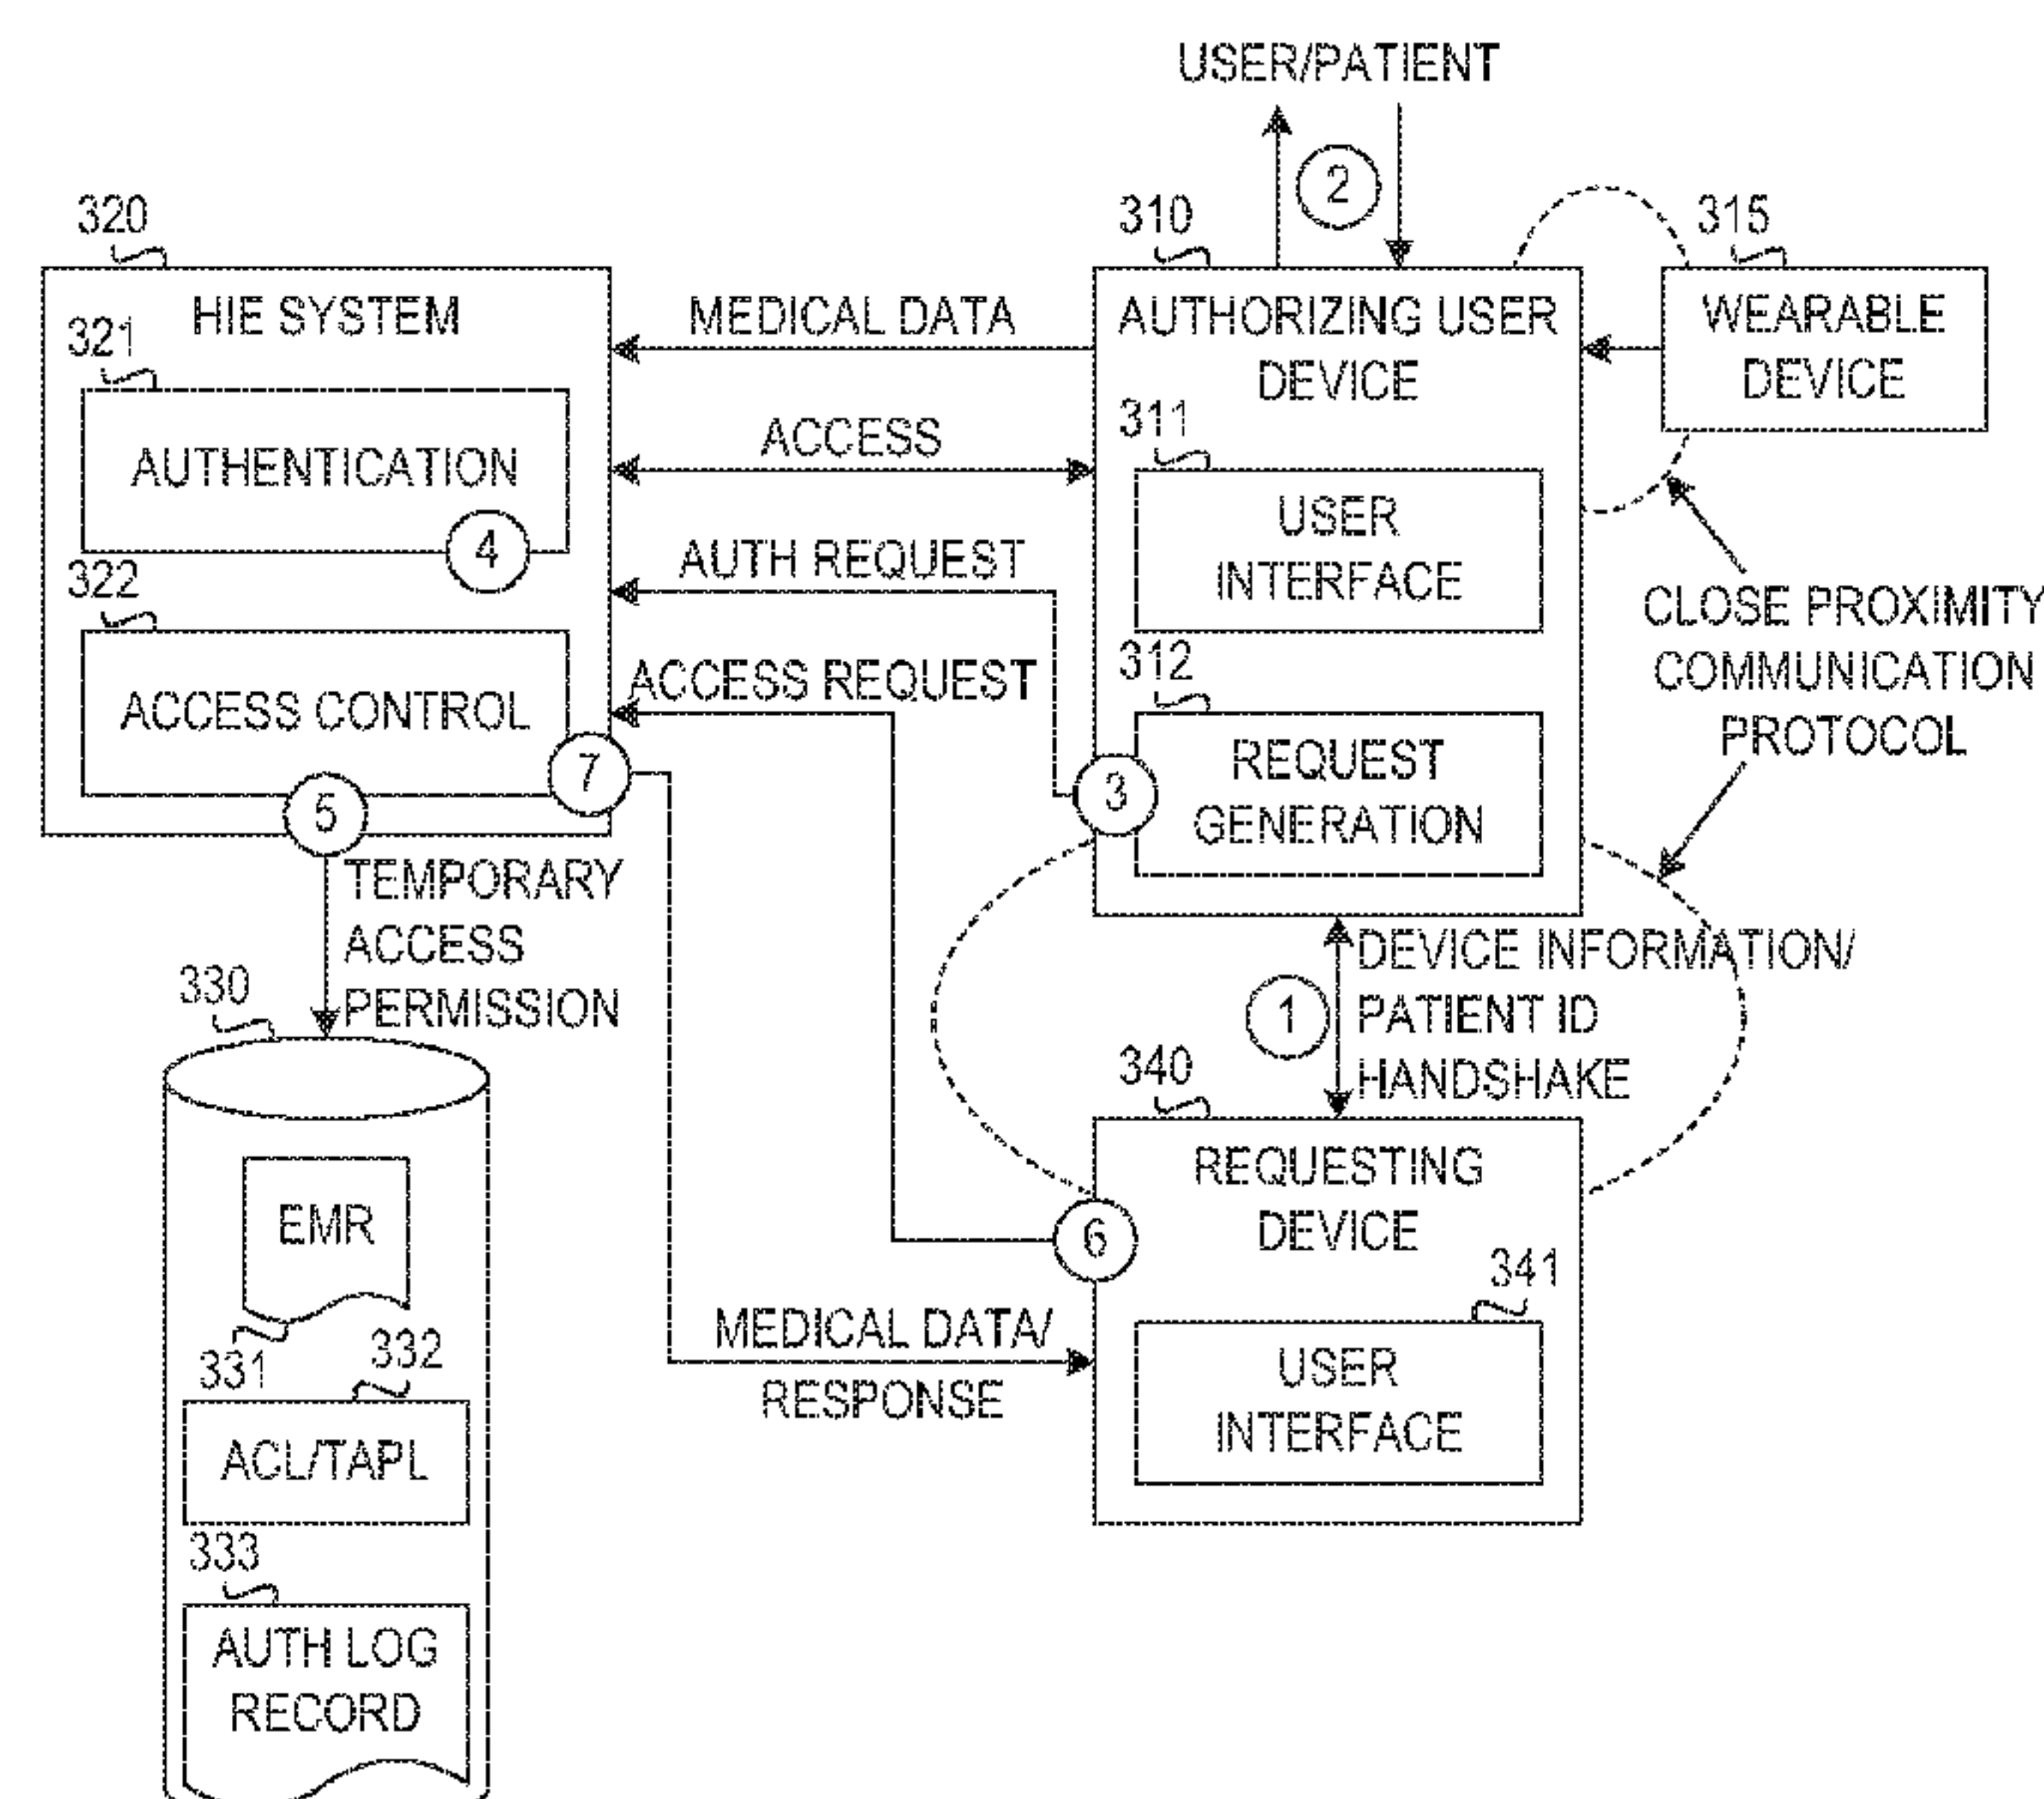 USER/PATIENT
2
320
310
315
HIE SYSTEM
MEDICAL DATA
AUTHORIZING USER
DEVICE
WEARABLE
DEVICE
321
AUTHENTICATION
4
ACCESS
311
USER
INTERFACE
AUTH REQUEST
CLOSE PROXIMITY
COMMUNICATION
PROTOCOL
322
ACCESS CONTROL
7
5
ACCESS REQUEST
312
REQUEST
GENERATION
3
TEMPORARY
ACCESS
PERMISSION
DEVICE INFORMATION/
PATIENT ID
HANDSHAKE
1
330
340
REQUESTING
DEVICE
6
EMR
331
341
MEDICAL DATA/
RESPONSE
USER
INTERFACE
332
ACL/TAPL
333
AUTH LOG
RECORD